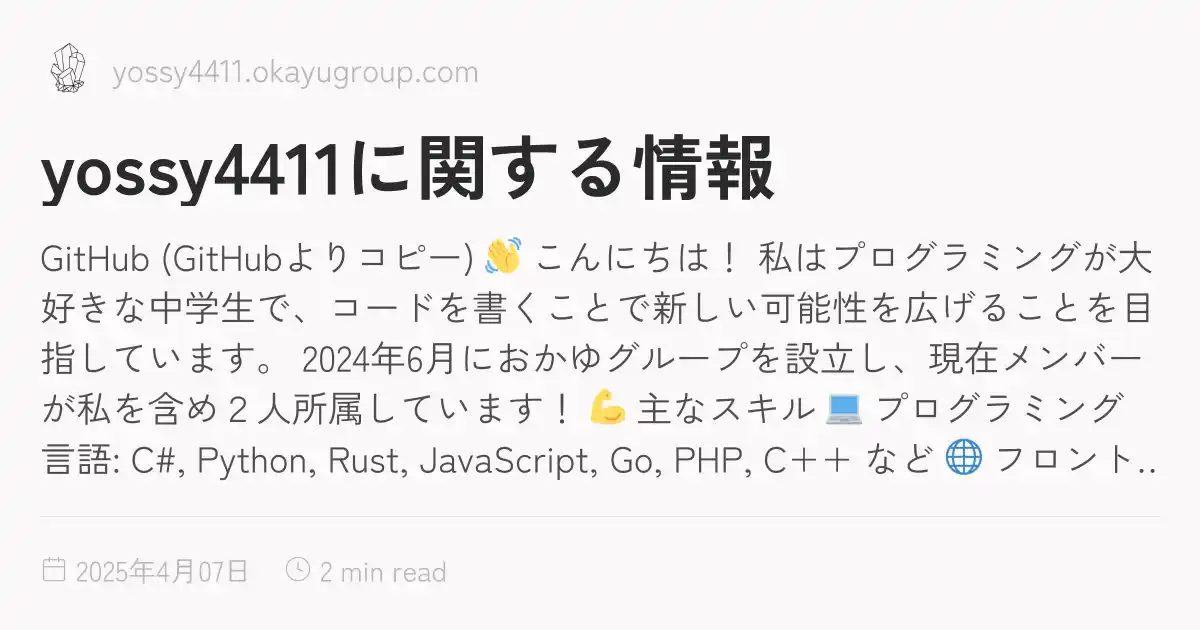 yossy4411.okayugroup.com
yossy4411に関する情報
GitHub (GitHubよりコピー) 👋 こんにちは！ 私はプログラミングが大
好きな中学生で、コードを書くことで新しい可能性を広げることを目
指しています。 2024年6月におかゆグループを設立し、現在メンバー
が私を含め２人所属しています！ 💪 主なスキル 💻 プログラミング
言語: C#, Python, Rust, JavaScript, Go, PHP, C＋＋ など 🌐 フロント..
2025年4月07日
2 min read